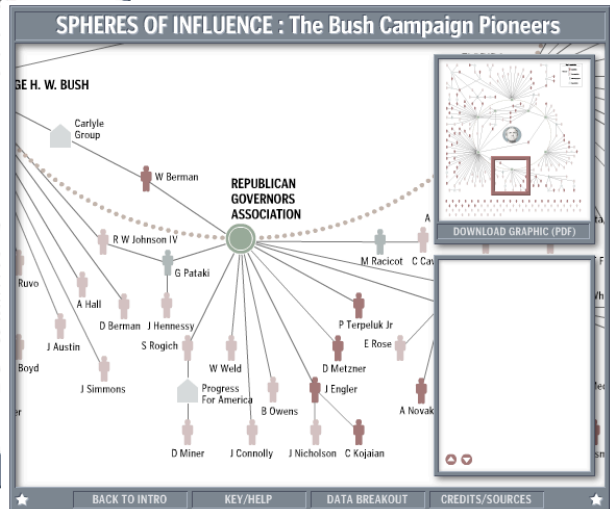 SPHERES OF INFLUENCE : The Bush Campaign Pioneers
GE H. W. BUSH
Carlyle
Group
W Berman
REPUBLICAN
GOVERNORS
ASSOCIATION
DOWNLOAD GRAPHIC (PDF)
R W Johnson IV
M Racicot
C Cav
A
G Pataki
Ruvo
A Hall
D Berman
J Hennessy
P Terpeluk Jr
J Austin
S Rogich
E Rose
W Weld
D Metzner
Boyd
J Simmons
Progress
For America
B Owens
J Engler
A Novak
er
D Miner
J Connolly
J Nicholson
C Kojaian
BACK TO INTRO
KEY/HELP
DATA BREAKOUT
CREDITS/SOURCES